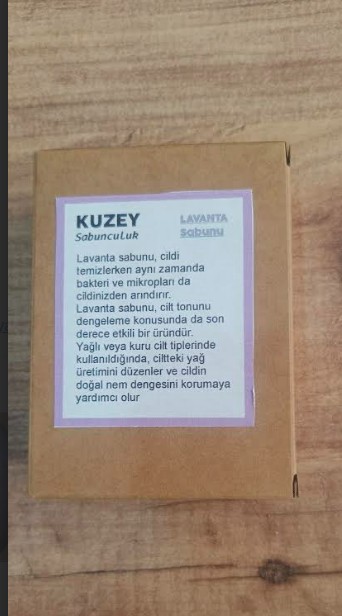 KUZEY
Sabunculuk
LAVANTA
sabunu
Lavanta sabunu, cildi
temizlerken aynı zamanda
bakteri ve mikropları da
cildinizden arındırır.
Lavanta sabunu, cilt tonunu
dengeleme konusunda da son
derece etkili bir üründür.
Yağlı veya kuru cilt tiplerinde
kullanıldığında, ciltteki yağ
üretimini düzenler ve cildin
doğal nem dengesini korumaya
yardımcı olur